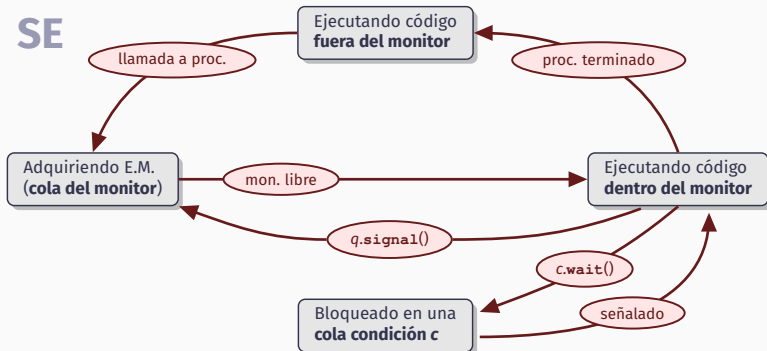 SE
Ejecutando código
fuera del monitor
llamada a proc.
proc. terminado
Adquiriendo E.M.
(cola del monitor)
mon. libre
Ejecutando código
dentro del monitor
q.signal()
c.wait()
Bloqueado en una
cola condición c
señalado